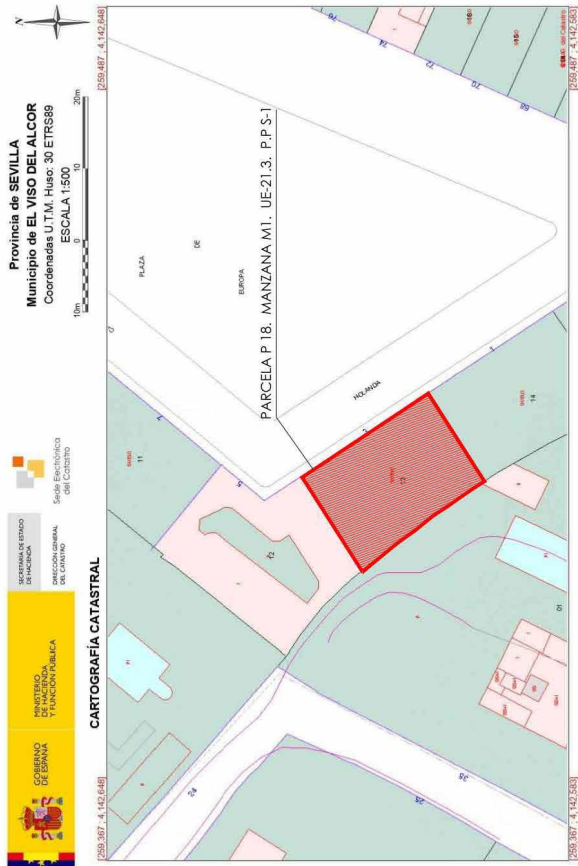 GOBIERNO
DE ESPAÑA
MINISTERIO
DE HACIENDA
Y FUNCIÓN PÚBLICA
SECRETARÍA DE ESTADO
DE HACIENDA
DIRECCIÓN GENERAL
DEL CATASTRO
Sede Electrónica
del Catastro
Provincia de SEVILLA
Municipio de EL VISO DEL ALCOR
Coordenadas U.T.M. Huso: 30 ETRS89
ESCALA 1:500
10m 0 10 20m
N
CARTOGRAFÍA CATASTRAL
[259,367 ; 4,142,648]
[259,487 ; 4,142,648]
PLAZA
DE
EUROPA
PARCELA P 18. MANZANA M1. UE-21.3. P.P S-1
HOLANDA
11
12
13
14
7
5
24
26
28
01
76
74
72
70
68
[259,367 ; 4,142,583]
[259,487 ; 4,142,583]